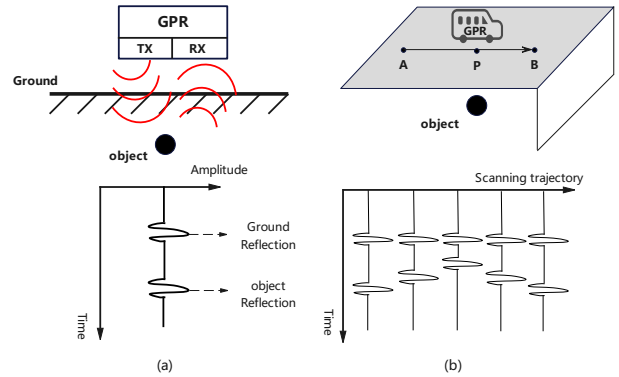 GPR
TX RX
Ground
object
Amplitude
Ground
Reflection
object
Reflection
Time
(a)
GPR
A P B
object
Scanning trajectory
Time
(b)